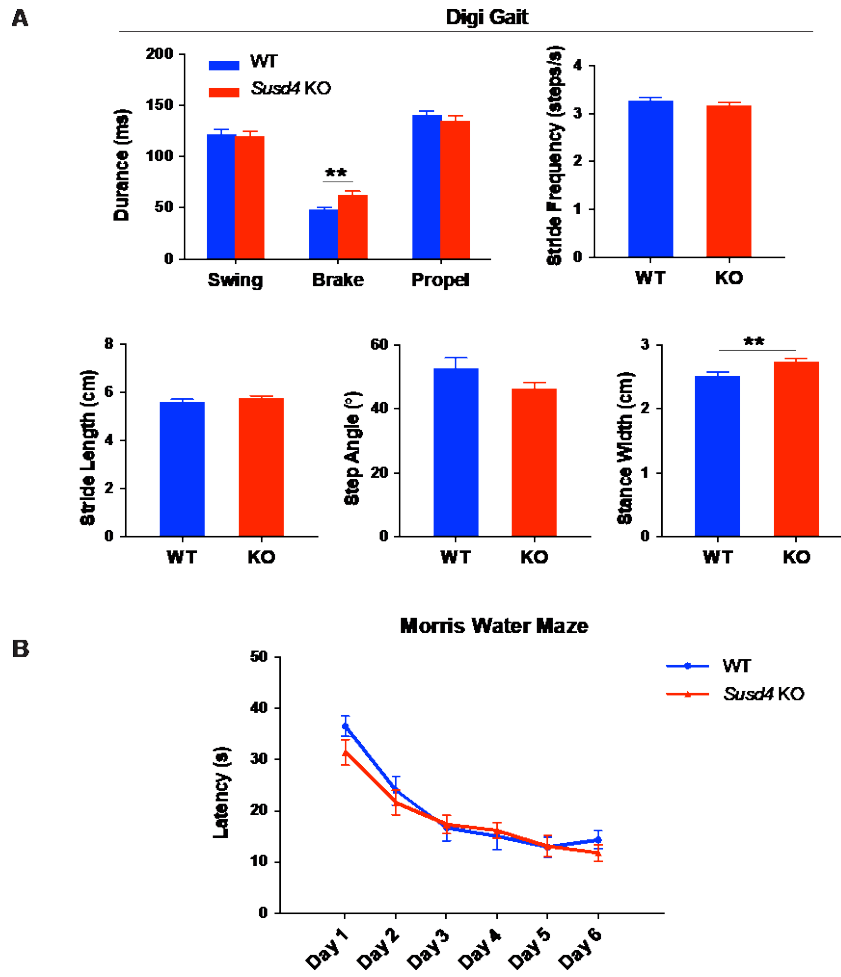 A
Digi Gait
WT
Susd4 KO
Durance (ms)
200
150
100
50
0
**
Swing
Brake
Propel
Stride Frequency (steps/s)
4
3
2
1
0
WT
KO
Stride Length (cm)
8
6
4
2
0
WT
KO
Step Angle (°)
60
40
20
0
WT
KO
Stance Width (cm)
3
2
1
0
**
WT
KO
B
Morris Water Maze
WT
Susd4 KO
Latency (s)
50
40
30
20
10
0
Day 1
Day 2
Day 3
Day 4
Day 5
Day 6